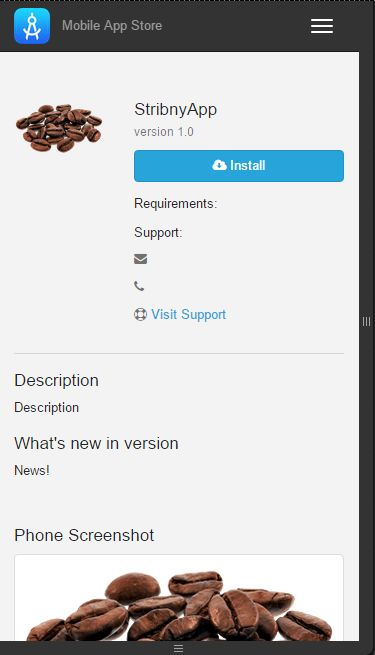 Mobile App Store
StribnyApp
version 1.0
Install
Requirements:
Support:
Visit Support
Description
Description
What's new in version
News!
Phone Screenshot